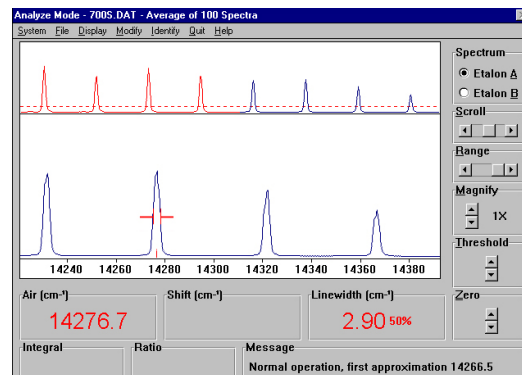 Analyze Mode - 700S.DAT - Average of 100 Spectra
System File Display Modify Identify Quit Help
Spectrum
Etalon A
Etalon B
Scroll
Range
Magnify
1X
Threshold
Zero
14240 14260 14280 14300 14320 14340 14360 14380
Air (cm⁻¹) Shift (cm⁻¹) Linewidth (cm⁻¹)
14276.7 2.90 50%
Integral Ratio Message
Normal operation, first approximation 14266.5